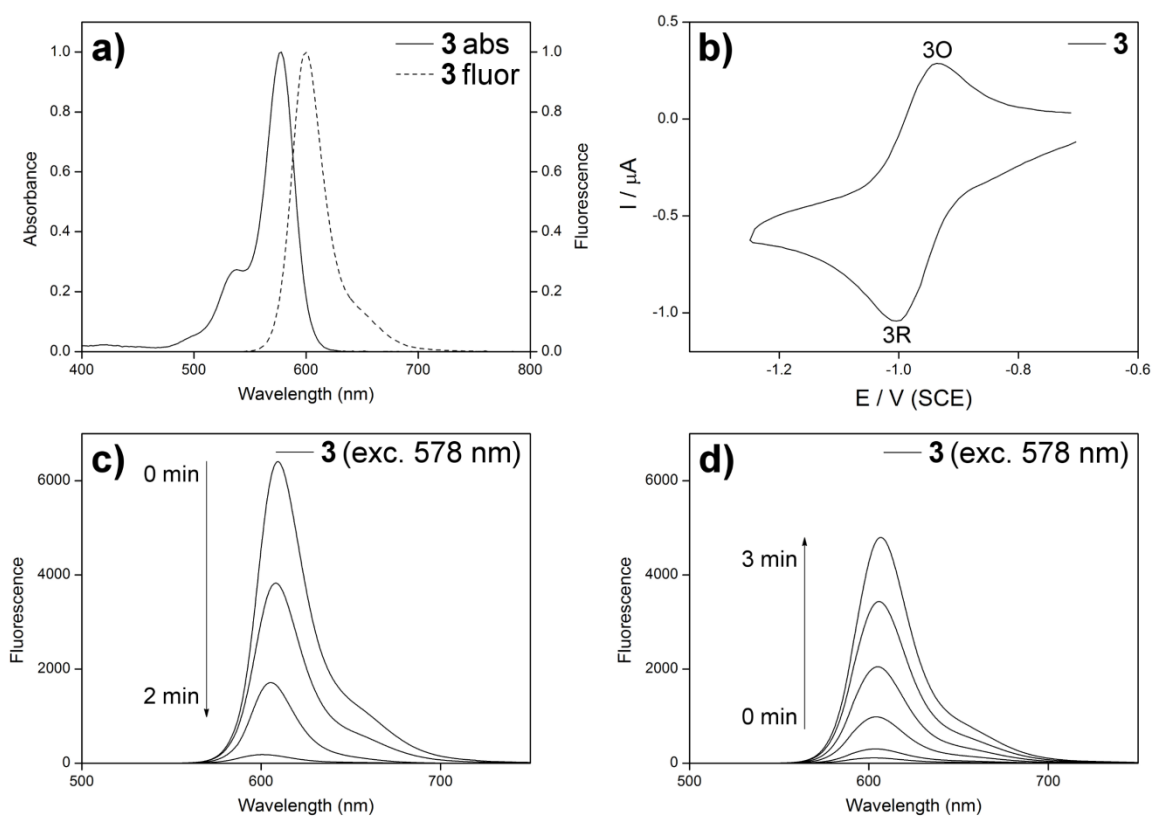 a)
3 abs
3 fluor
1.0
0.8
0.6
0.4
0.2
0.0
Absorbance
1.0
0.8
0.6
0.4
0.2
0.0
Fluorescence
400
500
600
700
800
Wavelength (nm)
b)
3
3O
3R
0.5
0.0
-0.5
-1.0
I / μA
-1.2
-1.0
-0.8
-0.6
E / V (SCE)
c)
3 (exc. 578 nm)
0 min
2 min
6000
4000
2000
0
Fluorescence
500
600
700
Wavelength (nm)
d)
3 (exc. 578 nm)
3 min
0 min
6000
4000
2000
0
Fluorescence
500
600
700
Wavelength (nm)